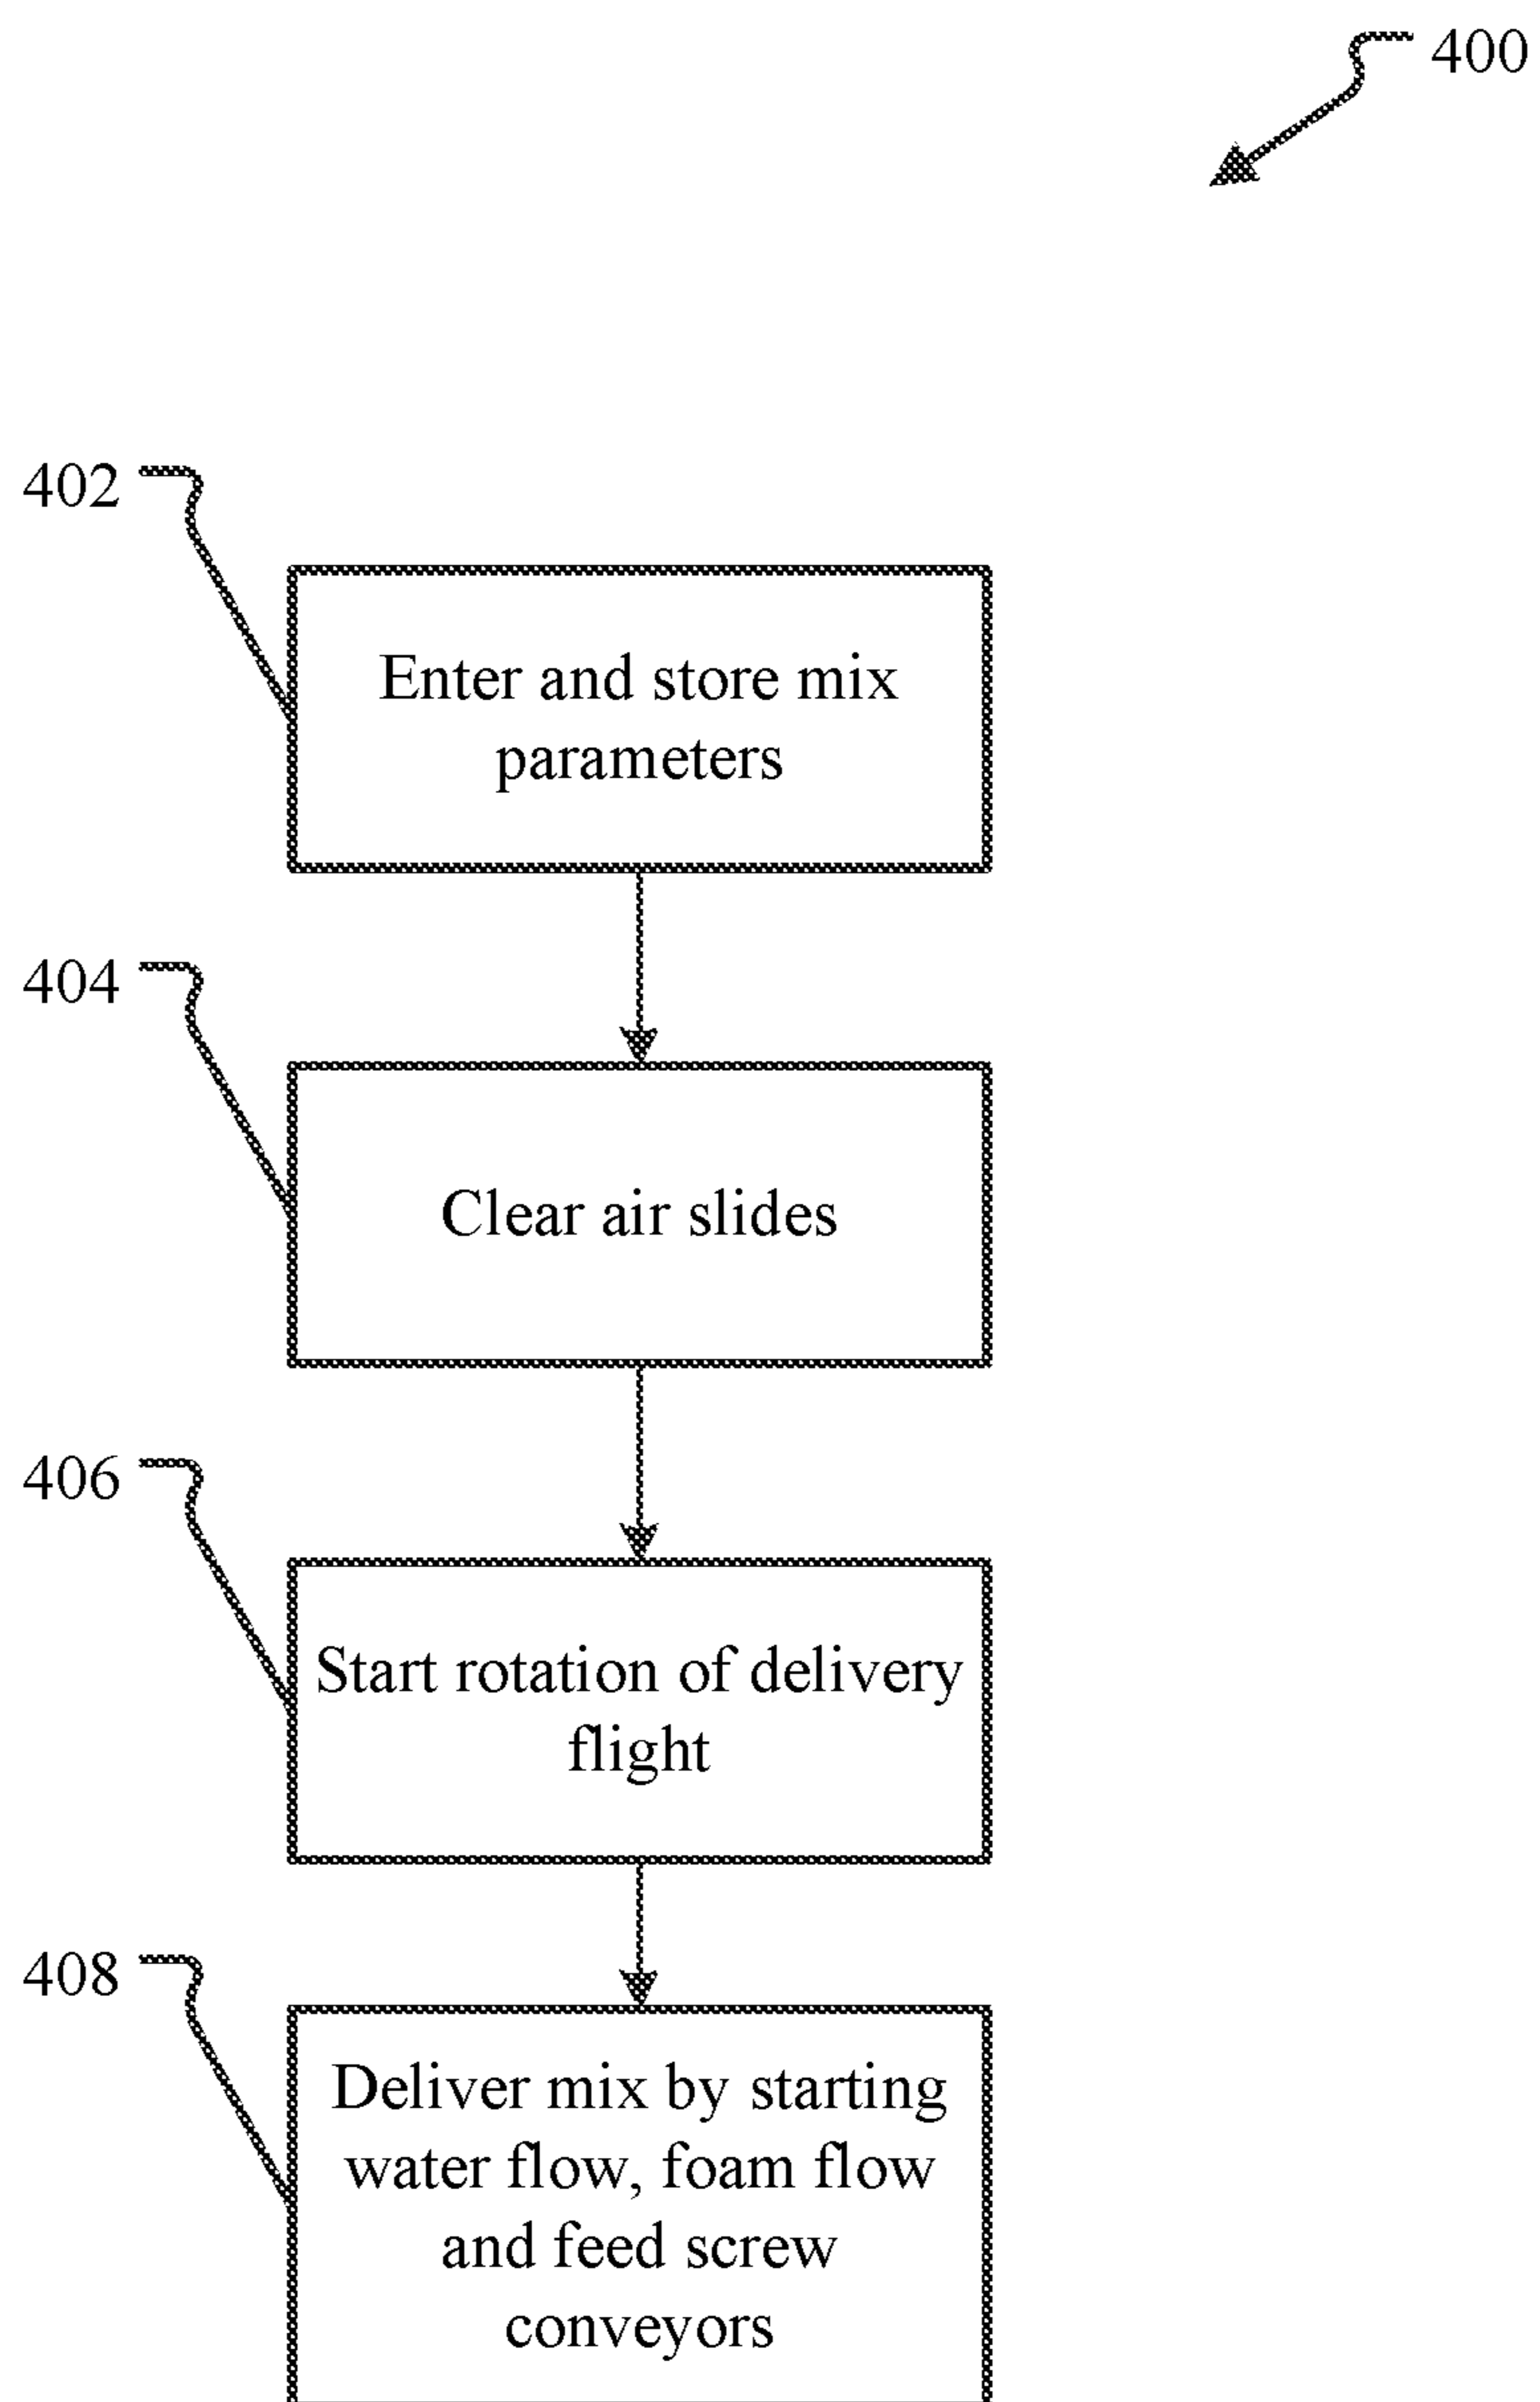 400
402
Enter and store mix
parameters
404
Clear air slides
406
Start rotation of delivery
flight
408
Deliver mix by starting
water flow, foam flow
and feed screw
conveyors